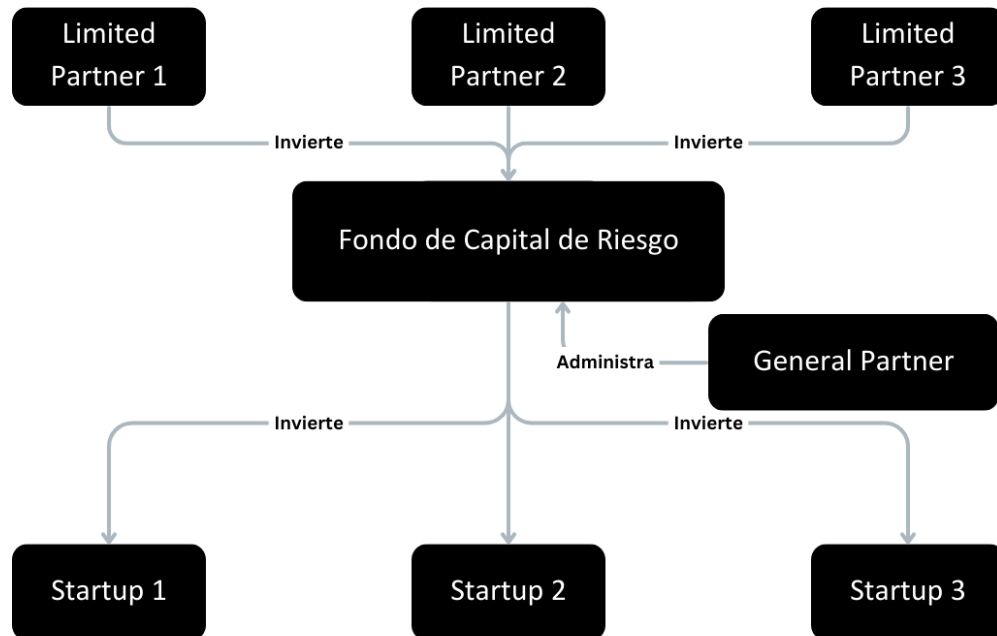 Limited
Partner 1
Limited
Partner 2
Limited
Partner 3
Invierte
Invierte
Fondo de Capital de Riesgo
Administra
General Partner
Invierte
Invierte
Startup 1
Startup 2
Startup 3